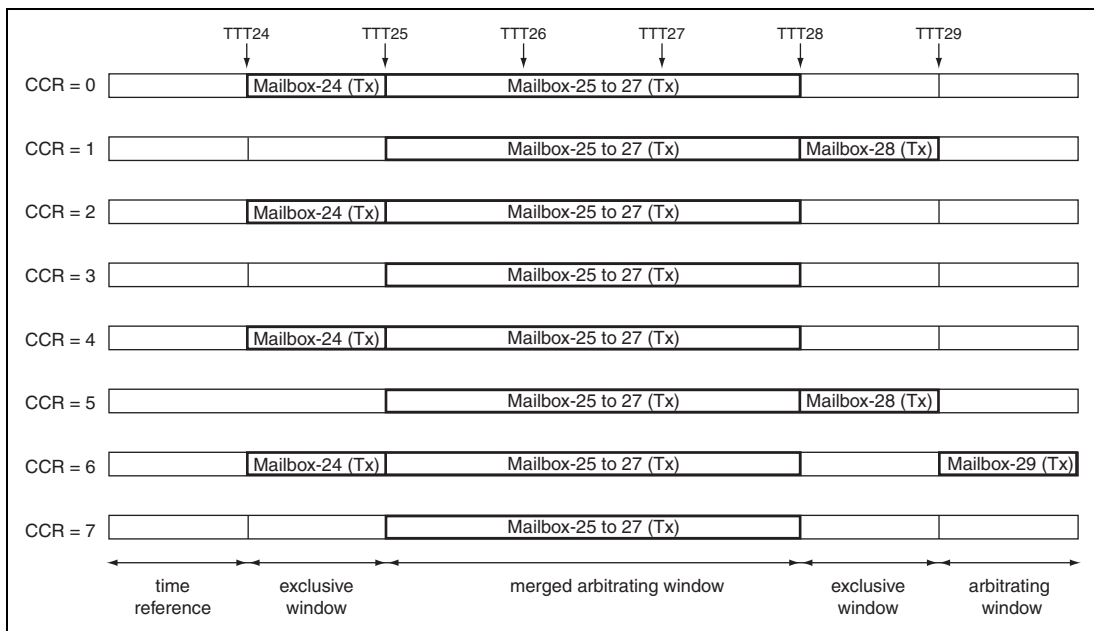 TTT24 TTT25 TTT26 TTT27 TTT28 TTT29
CCR = 0 Mailbox-24 (Tx) Mailbox-25 to 27 (Tx)
CCR = 1 Mailbox-25 to 27 (Tx) Mailbox-28 (Tx)
CCR = 2 Mailbox-24 (Tx) Mailbox-25 to 27 (Tx)
CCR = 3 Mailbox-25 to 27 (Tx)
CCR = 4 Mailbox-24 (Tx) Mailbox-25 to 27 (Tx)
CCR = 5 Mailbox-25 to 27 (Tx) Mailbox-28 (Tx)
CCR = 6 Mailbox-24 (Tx) Mailbox-25 to 27 (Tx) Mailbox-29 (Tx)
CCR = 7 Mailbox-25 to 27 (Tx)
time exclusive merged arbitrating window exclusive arbitrating
reference window window window